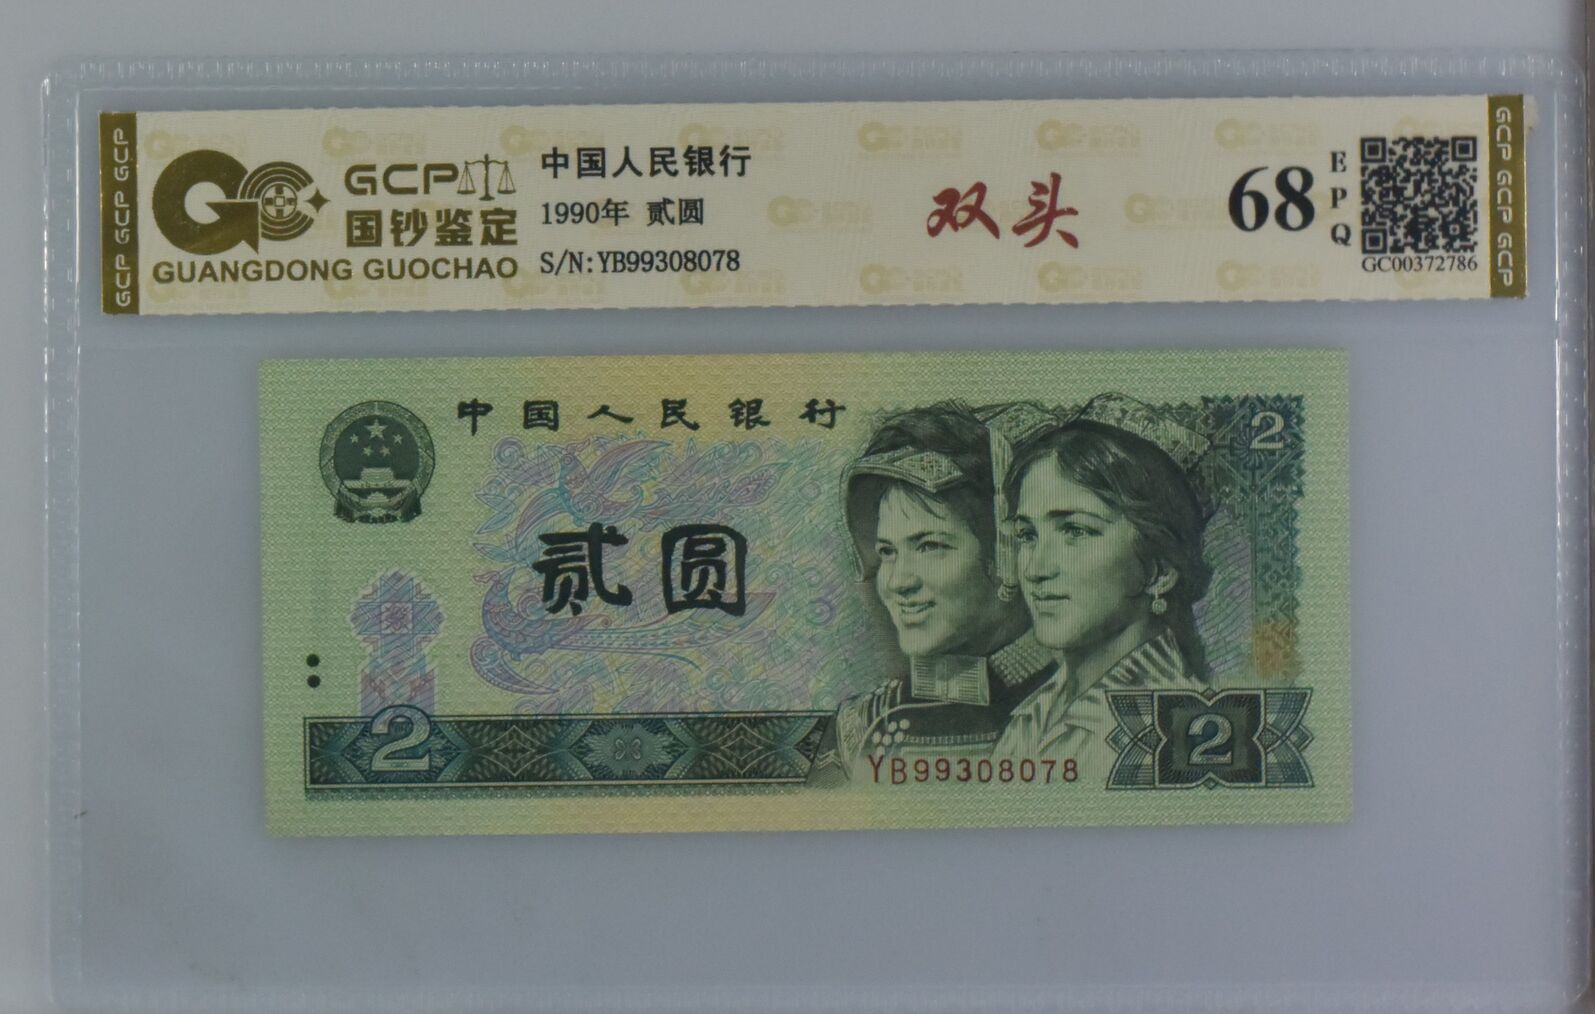 GCP GCP GCP
GCP
国钞鉴定
GUANGDONG GUOCHAO
中国人民银行
1990年 贰圆
S/N:YB99308078
双头
68
EPQ
GC00372786
GCP GCP GCP
中国人民银行
2
贰圆
2
2
YB99308078